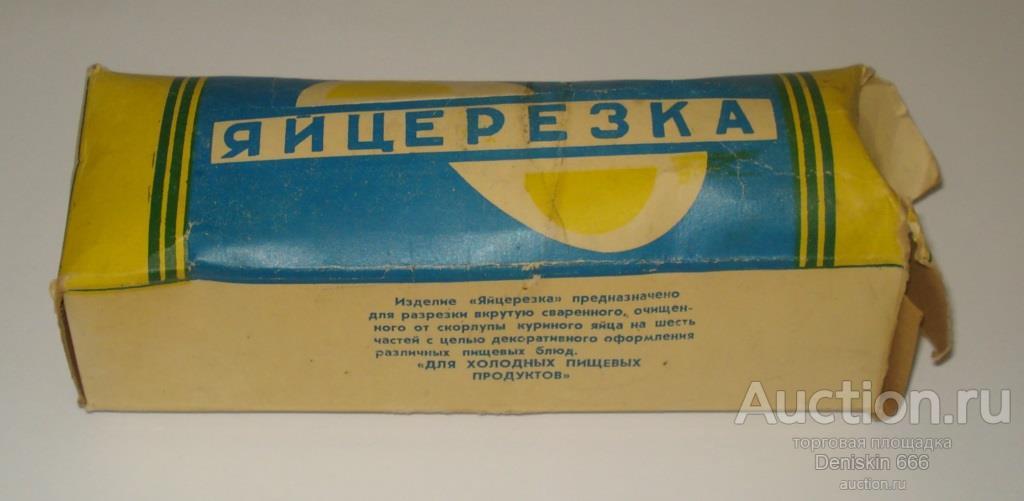 ЯЙЦЕРЕЗКА
Изделие «Яйцерезка» предназначено
для разрезки вкрутую сваренного, очищен-
ного от скорлупы куриного яйца на шесть
частей с целью декоративного оформления
различных пищевых блюд.
«ДЛЯ ХОЛОДНЫХ ПИЩЕВЫХ
ПРОДУКТОВ»
Auction.ru
торговая площадка
Deniskin 666
auction.ru